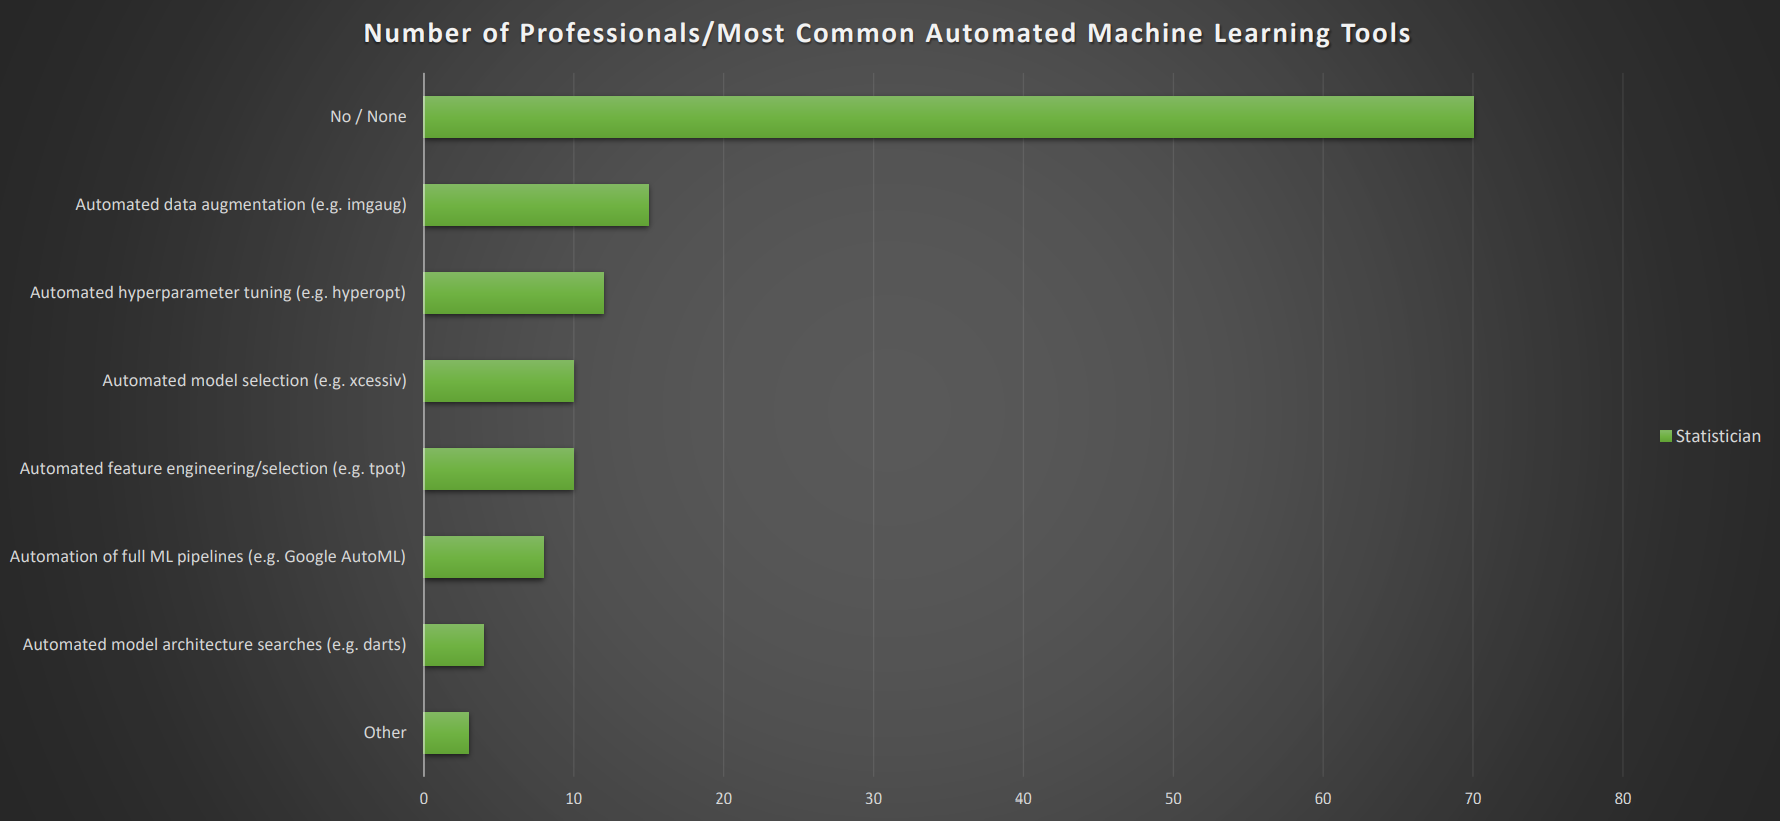 Number of Professionals/Most Common Automated Machine Learning Tools
No / None
Automated data augmentation (e.g. imgaug)
Automated hyperparameter tuning (e.g. hyperopt)
Automated model selection (e.g. xcessiv)
Automated feature engineering/selection (e.g. tpot)
Automation of full ML pipelines (e.g. Google AutoML)
Automated model architecture searches (e.g. darts)
Other
0 10 20 30 40 50 60 70 80
Statistician